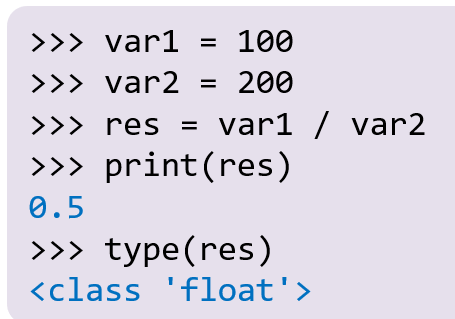 >>> var1 = 100
>>> var2 = 200
>>> res = var1 / var2
>>> print(res)
0.5
>>> type(res)
<class 'float'>